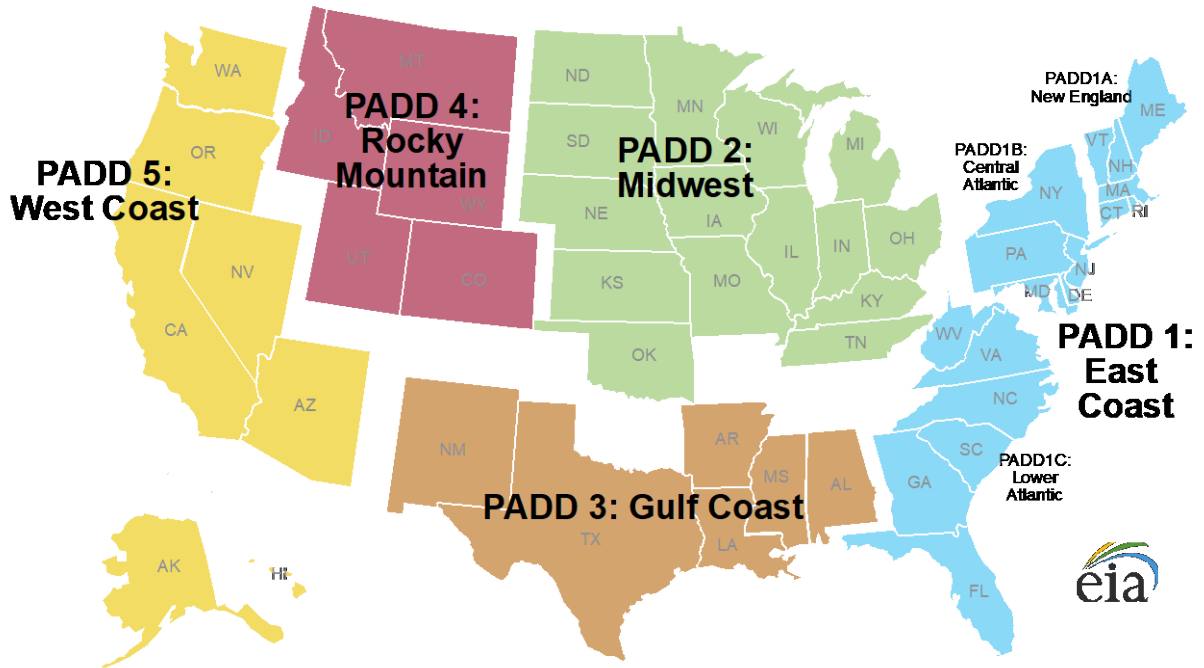 PADD 5:
West Coast
PADD 4:
Rocky
Mountain
PADD 2:
Midwest
PADD1A:
New England
PADD1B:
Central
Atlantic
PADD 1:
East
Coast
PADD1C:
Lower
Atlantic
PADD 3: Gulf Coast
WA
OR
CA
NV
AZ
AK
HI
MT
ID
WY
UT
CO
ND
SD
NE
KS
OK
MN
IA
MO
WI
IL
MI
IN
OH
KY
TN
NM
TX
AR
LA
MS
AL
ME
VT
NH
MA
CT
RI
NY
PA
NJ
MD
DE
WV
VA
NC
SC
GA
FL
eia